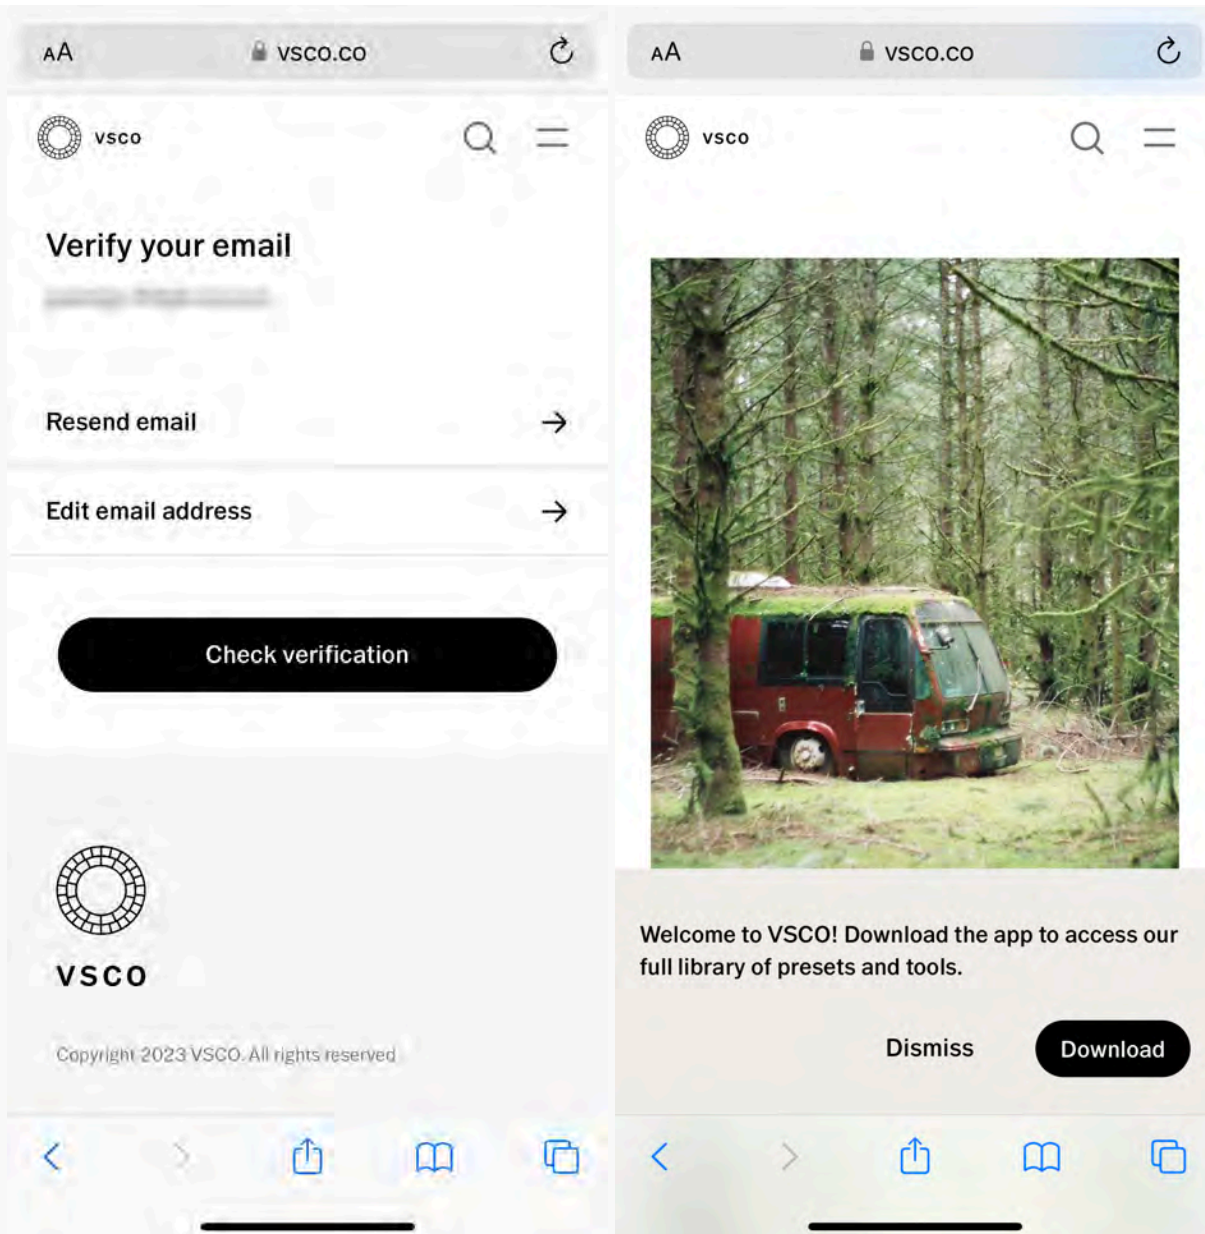 AA vsco.co
vsco
Verify your email
Resend email
Edit email address
Check verification
VSCO
Copyright 2023 VSCO. All rights reserved
AA vsco.co
vsco
Welcome to VSCO! Download the app to access our
full library of presets and tools.
Dismiss Download